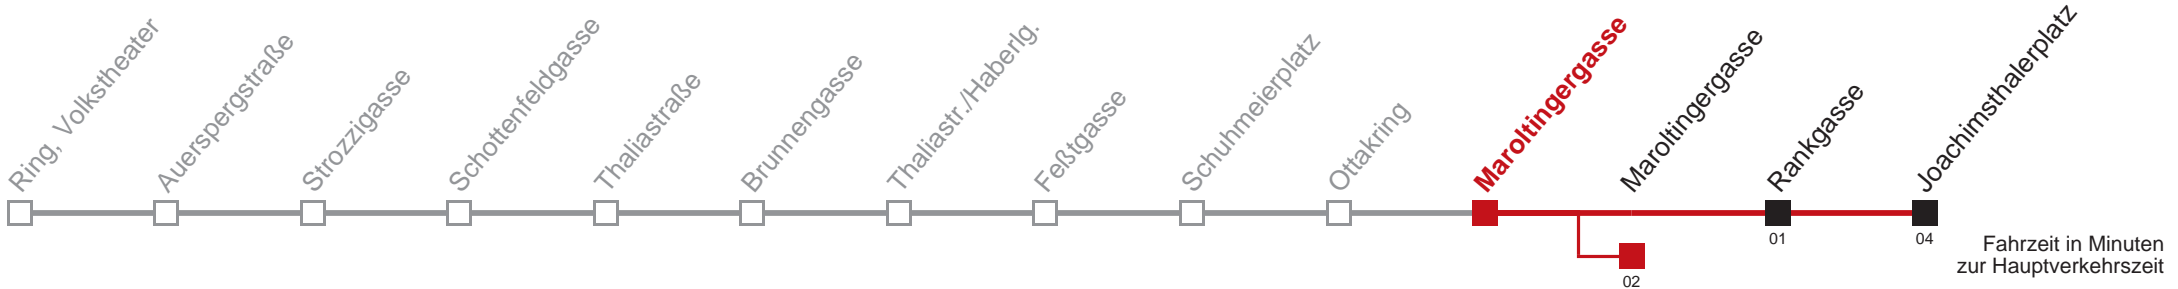 Ring, Volkstheater
Auerspergstraße
Strozzigasse
Schottenfeldgasse
Thaliastraße
Brunnengasse
Thaliastr./Haberlg.
Feßtgasse
Schuhmeierplatz
Ottakring
Maroltingergasse
Maroltingergasse
Rankgasse
Joachimsthalerplatz
01
04
02
Fahrzeit in Minuten
zur Hauptverkehrszeit